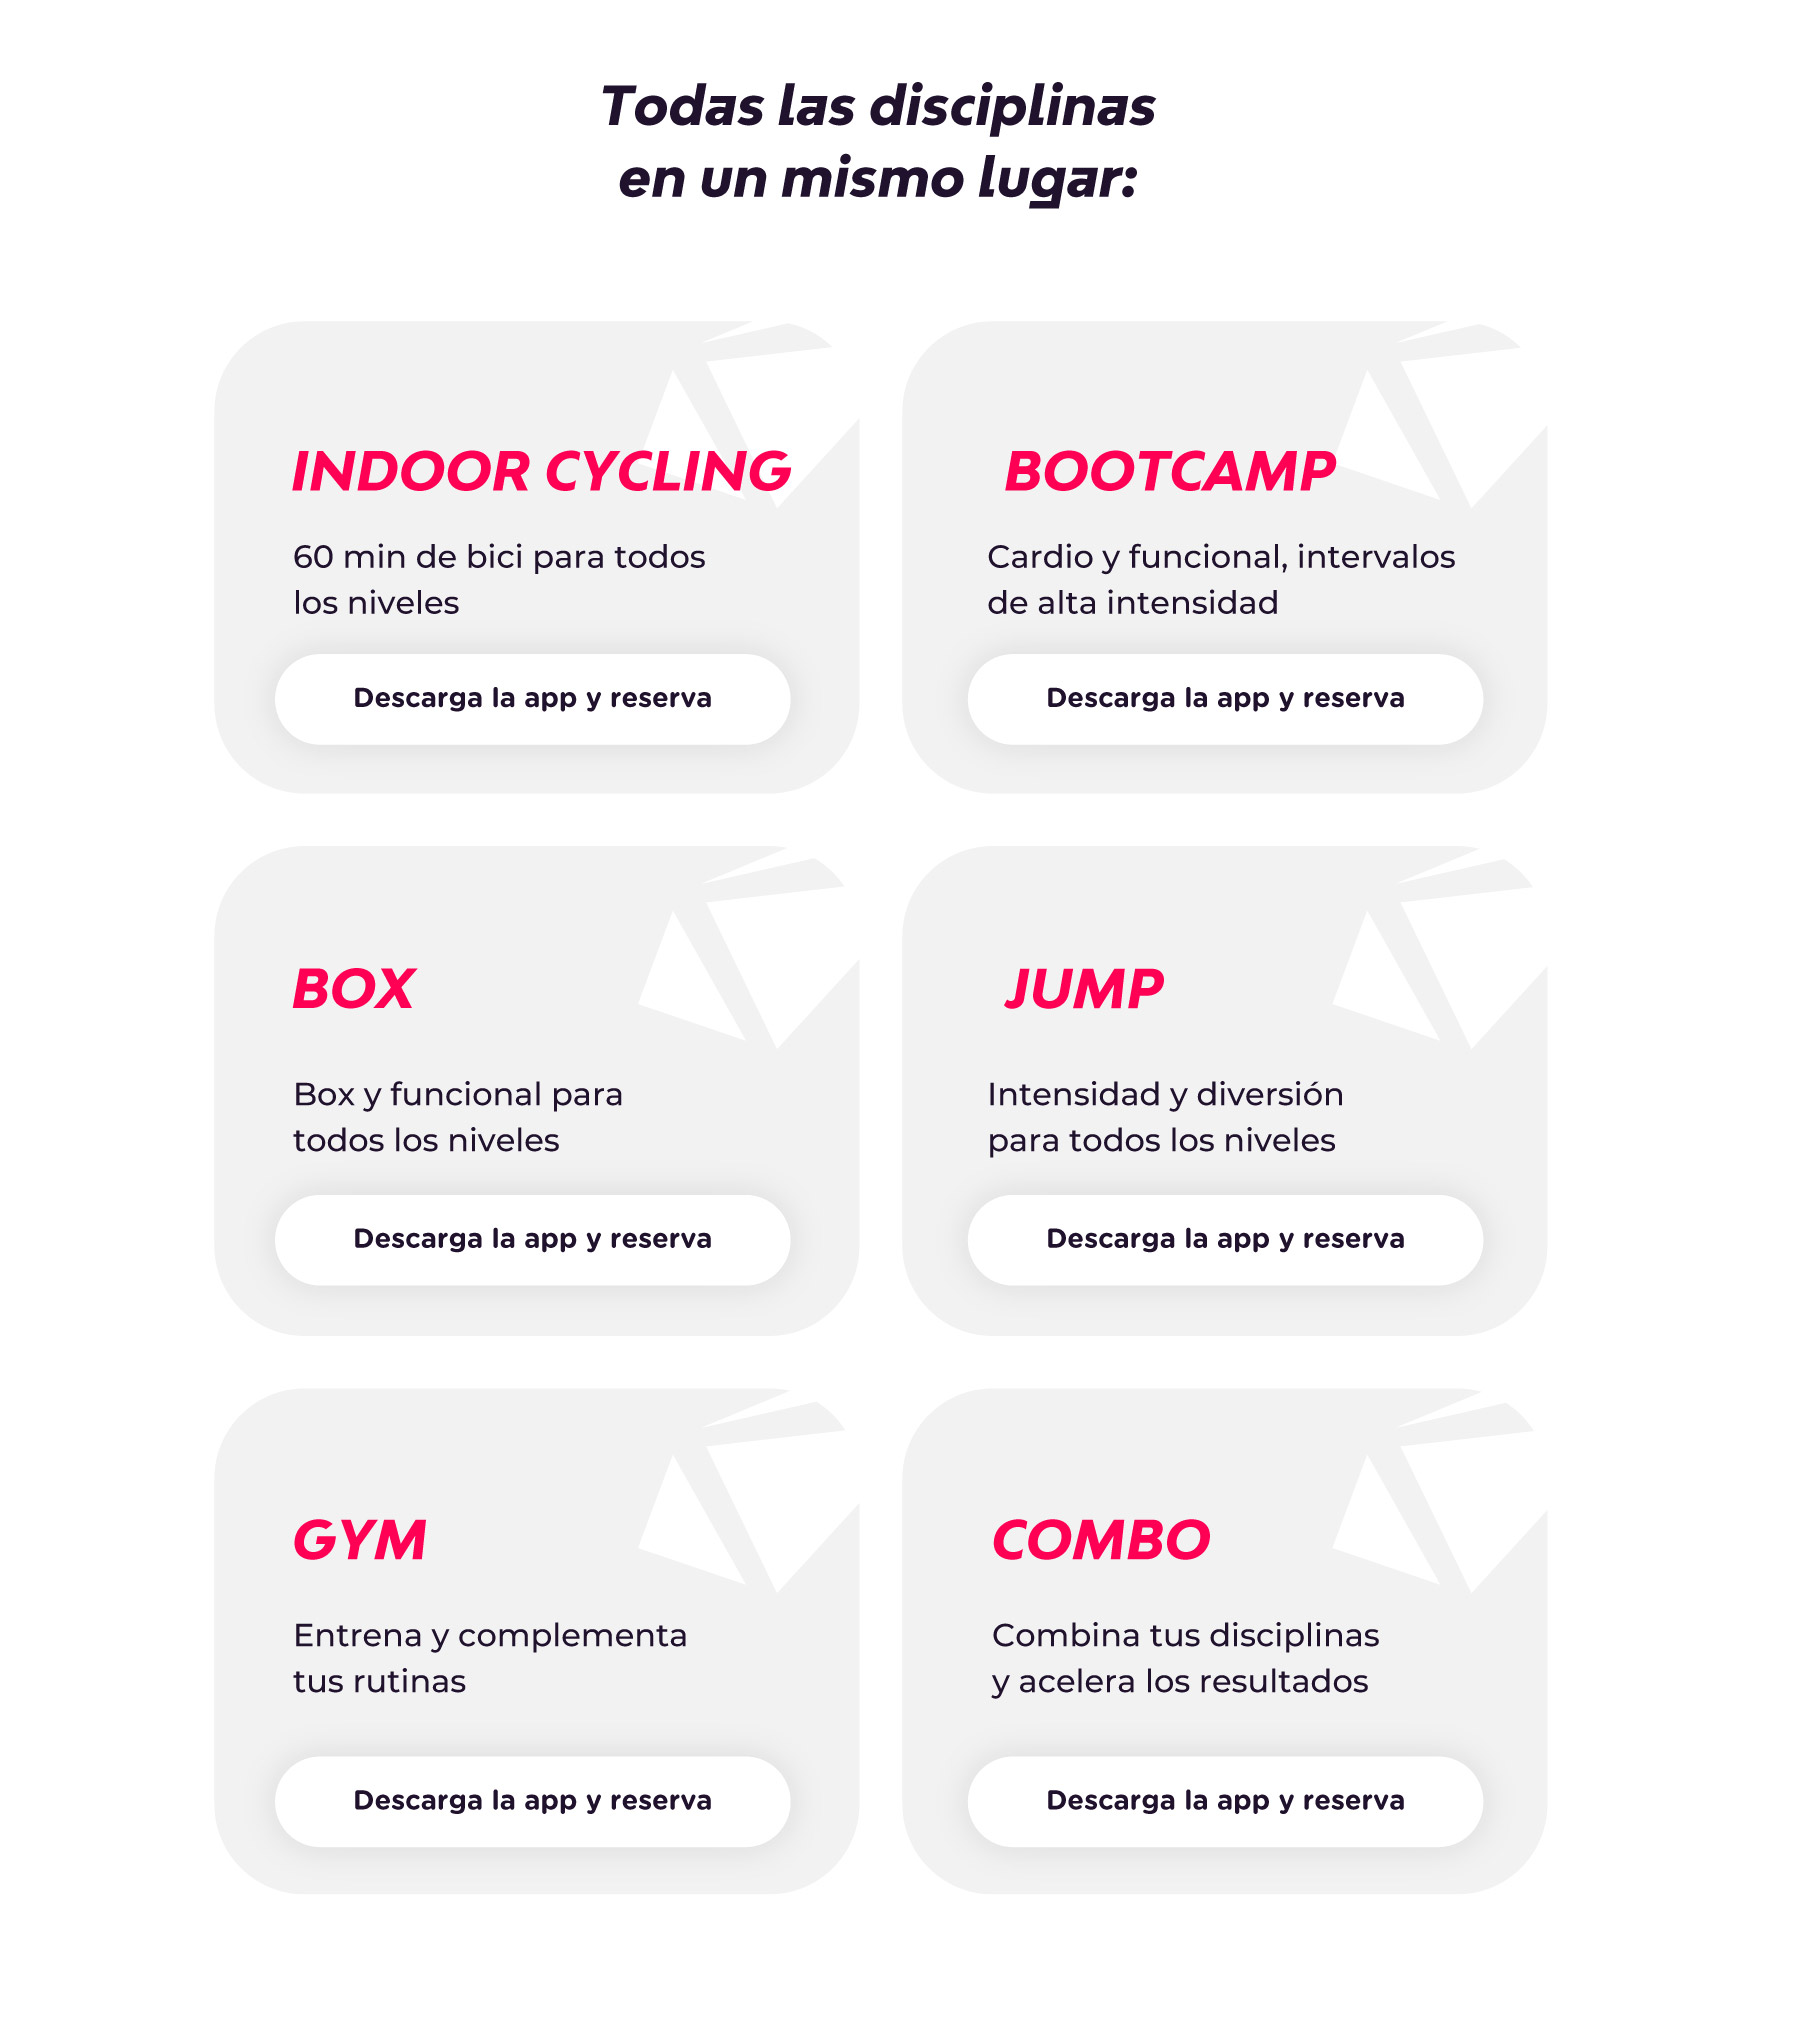 Todas las disciplinas
en un mismo lugar:
INDOOR CYCLING
60 min de bici para todos
los niveles
Descarga la app y reserva
BOOTCAMP
Cardio y funcional, intervalos
de alta intensidad
Descarga la app y reserva
BOX
Box y funcional para
todos los niveles
Descarga la app y reserva
JUMP
Intensidad y diversión
para todos los niveles
Descarga la app y reserva
GYM
Entrena y complementa
tus rutinas
Descarga la app y reserva
COMBO
Combina tus disciplinas
y acelera los resultados
Descarga la app y reserva